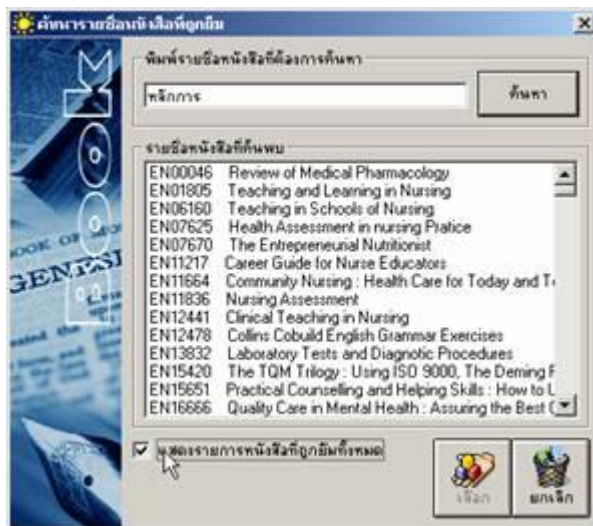 ค้นหารายชื่อหนังสือที่ถูกยืม
BOOK
พิมพ์รายชื่อหนังสือที่ต้องการค้นหา
หลักการ
ค้นหา
รายชื่อหนังสือที่ค้นพบ
EN00046 Review of Medical Pharmacology
EN01805 Teaching and Learning in Nursing
EN06160 Teaching in Schools of Nursing
EN07625 Health Assessment in nursing Pratice
EN07670 The Entrepreneurial Nutritionist
EN11217 Career Guide for Nurse Educators
EN11664 Community Nursing : Health Care for Today and T
EN11836 Nursing Assessment
EN12441 Clinical Teaching in Nursing
EN12478 Collins Cobuild English Grammar Exercises
EN13832 Laboratory Tests and Diagnotic Procedures
EN15420 The TQM Trilogy : Using ISO 9000, The Deming
EN15651 Practical Counselling and Helping Skills : How to
EN16666 Quality Care in Mental Health : Assuring the Best
GENESI
แสดงรายการหนังสือที่ถูกยืมทั้งหมด
เลือก
ยกเลิก